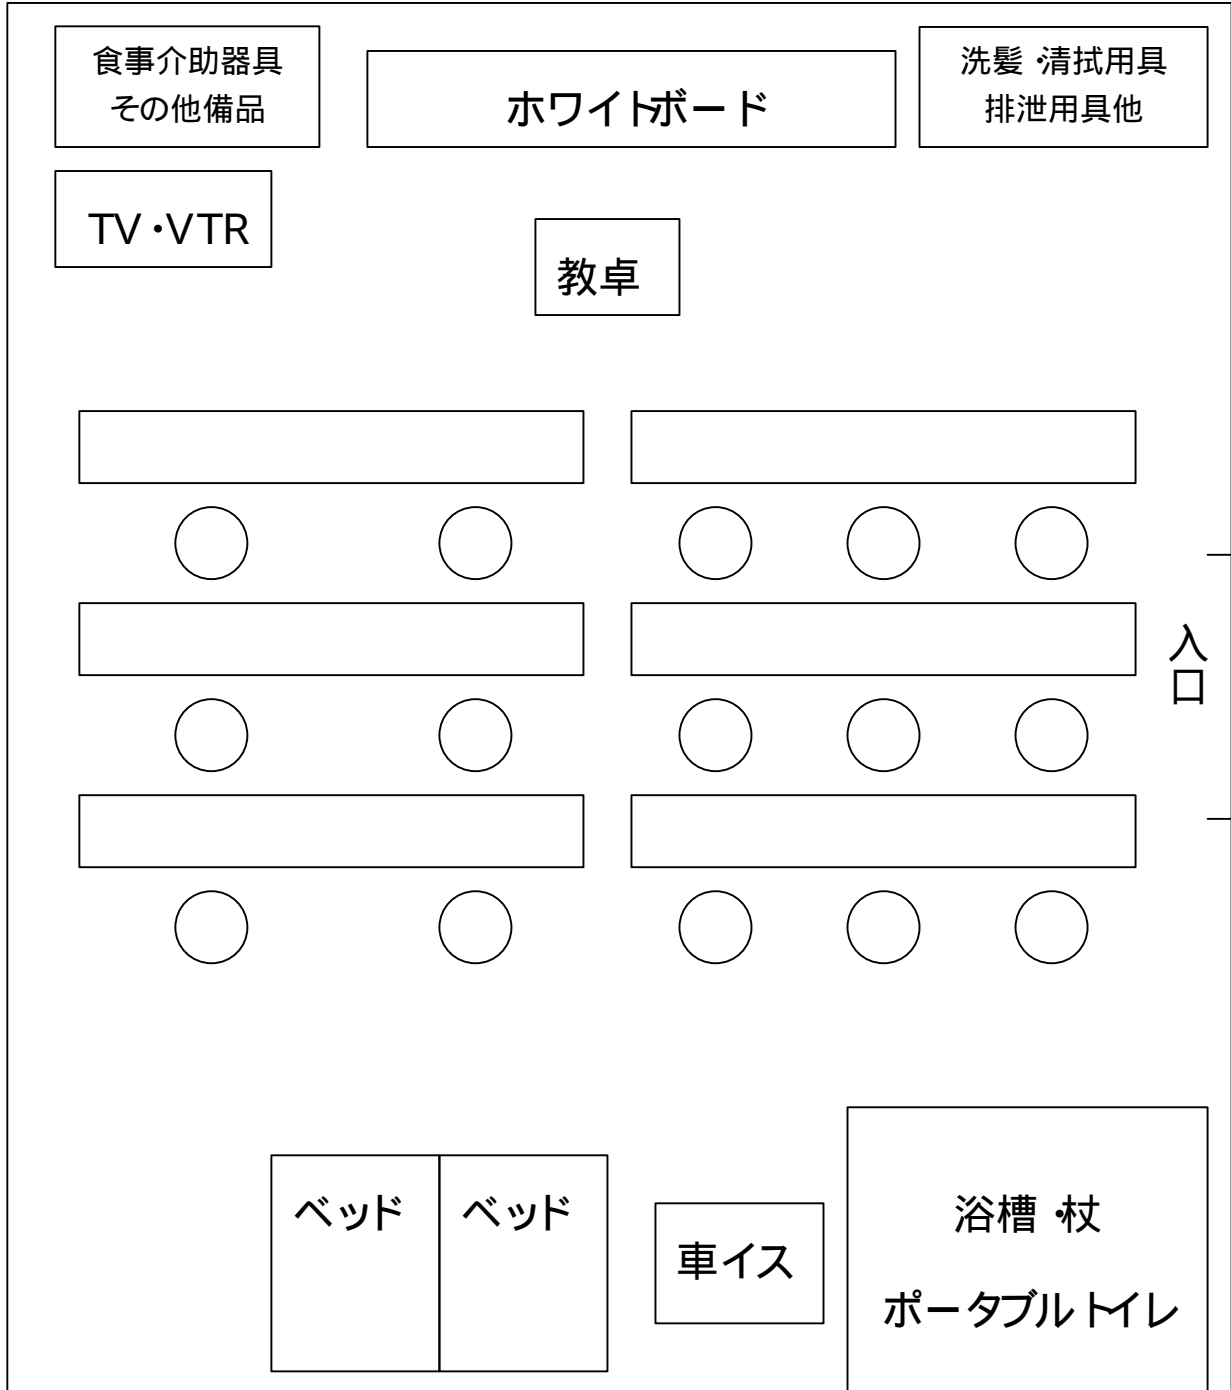 食事介助器具
その他備品
ホワイトボード
洗髪・清拭用具
排泄用具他
TV・VTR
教卓
入口
ベッド
ベッド
車イス
浴槽・杖
ポータブルトイレ